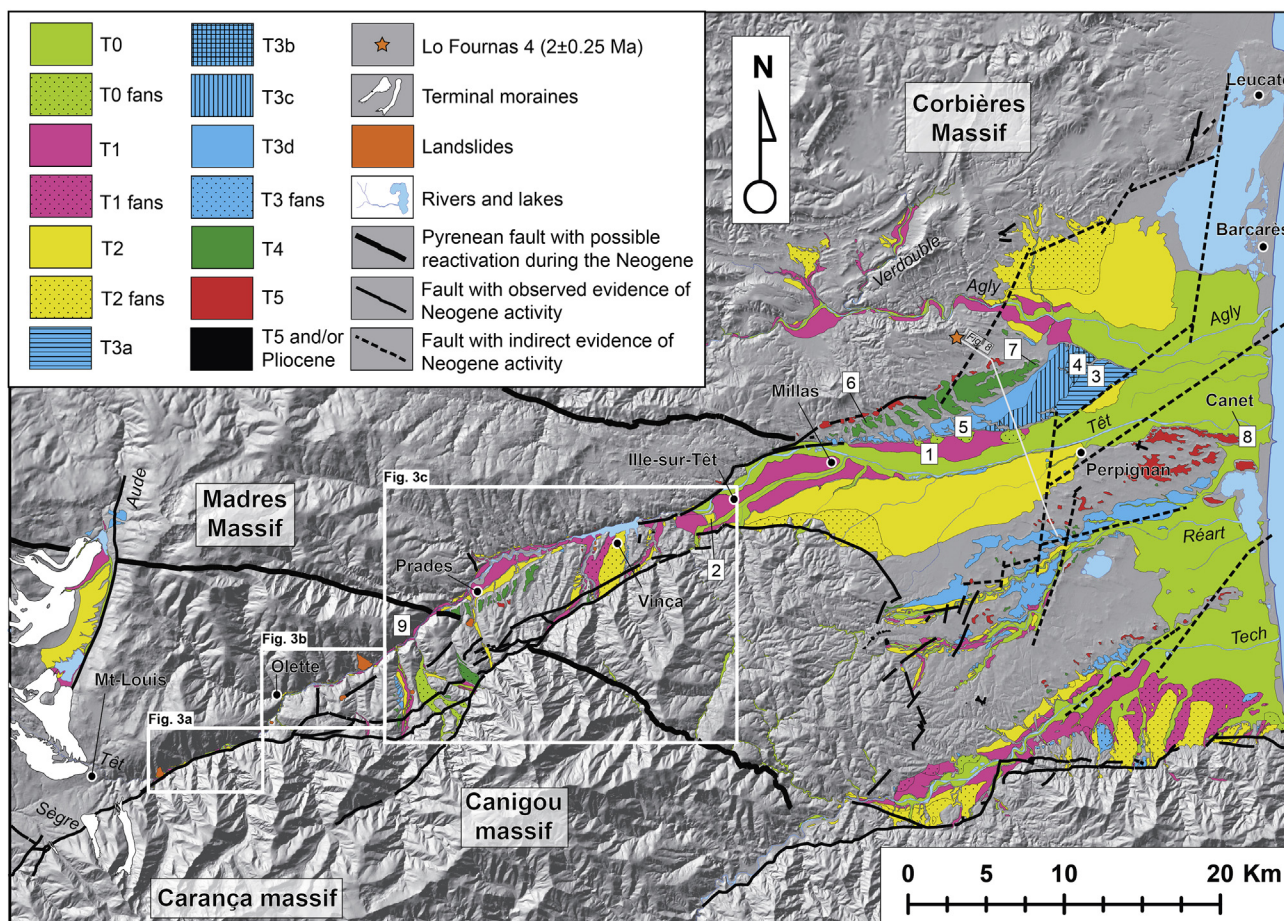 T0
T0 fans
T1
T1 fans
T2
T2 fans
T3a
T3b
T3c
T3d
T3 fans
T4
T5
T5 and/or
Pliocene
Lo Fournas 4 (2±0.25 Ma)
Terminal moraines
Landslides
Rivers and lakes
Pyrenean fault with possible
reactivation during the Neogene
Fault with observed evidence of
Neogene activity
Fault with indirect evidence of
Neogene activity
N
Corbières
Massif
Leucate
Barcarès
Verdouble
Agly
Agly
Fig. 8
7
4
3
6
Millas
5
1
Têt
Canet
8
Perpignan
Ille-sur-Têt
Fig. 3c
Aude
Madres
Massif
Prades
2
Réart
Vinça
9
Fig. 3b
Olette
Tech
Mt-Louis
Fig. 3a
Têt
Sègre
Canigou
massif
Carança massif
0 5 10 20 Km